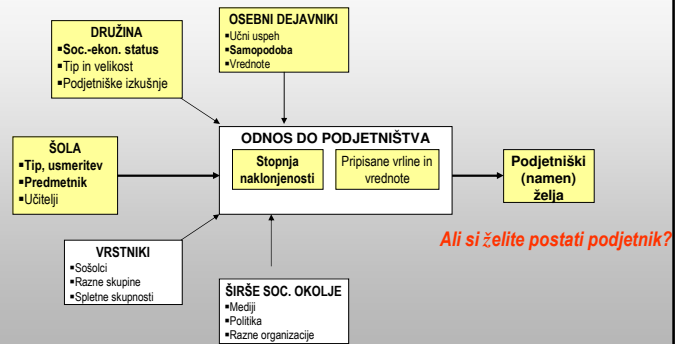 DRUŽINA
▪Soc.-ekon. status
▪Tip in velikost
▪Podjetniške izkušnje
OSEBNI DEJAVNIKI
▪Učni uspeh
▪Samopodoba
▪Vrednote
ŠOLA
▪Tip, usmeritev
▪Predmetnik
▪Učitelji
ODNOS DO PODJETNIŠTVA
Stopnja
naklonjenosti
Pripisane vrline in
vrednote
Podjetniški
(namen)
želja
Ali si želite postati podjetnik?
VRSTNIKI
▪Sošolci
▪Razne skupine
▪Spletne skupnosti
ŠIRŠE SOC. OKOLJE
▪Mediji
▪Politika
▪Razne organizacije